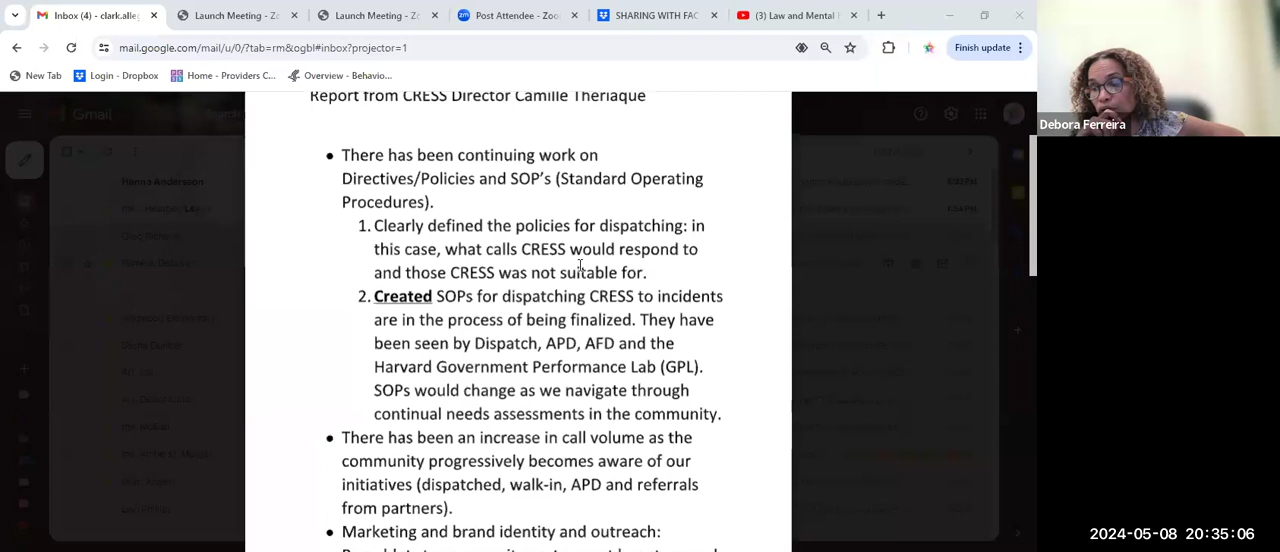 Inbox (4) - clark.alle
Launch Meeting - Zo
Launch Meeting - Zo
Post Attendee - Zoo
SHARING WITH FAC
(3) Law and Mental
mail.google.com/mail/u/0/?tab=rm&ogbl#inbox?projector=1
Finish update
New Tab
Login - Dropbox
Home - Providers C...
Overview - Behavio...
Debora Ferreira
Gmail
Report from CRESS Director Camille Theriaque
• There has been continuing work on
Directives/Policies and SOP's (Standard Operating
Procedures).
1. Clearly defined the policies for dispatching: in
this case, what calls CRESS would respond to
and those CRESS was not suitable for.
2. Created SOPs for dispatching CRESS to incidents
are in the process of being finalized. They have
been seen by Dispatch, APD, AFD and the
Harvard Government Performance Lab (GPL).
SOPs would change as we navigate through
continual needs assessments in the community.
• There has been an increase in call volume as the
community progressively becomes aware of our
initiatives (dispatched, walk-in, APD and referrals
from partners).
• Marketing and brand identity and outreach:
2024-05-08 20:35:06